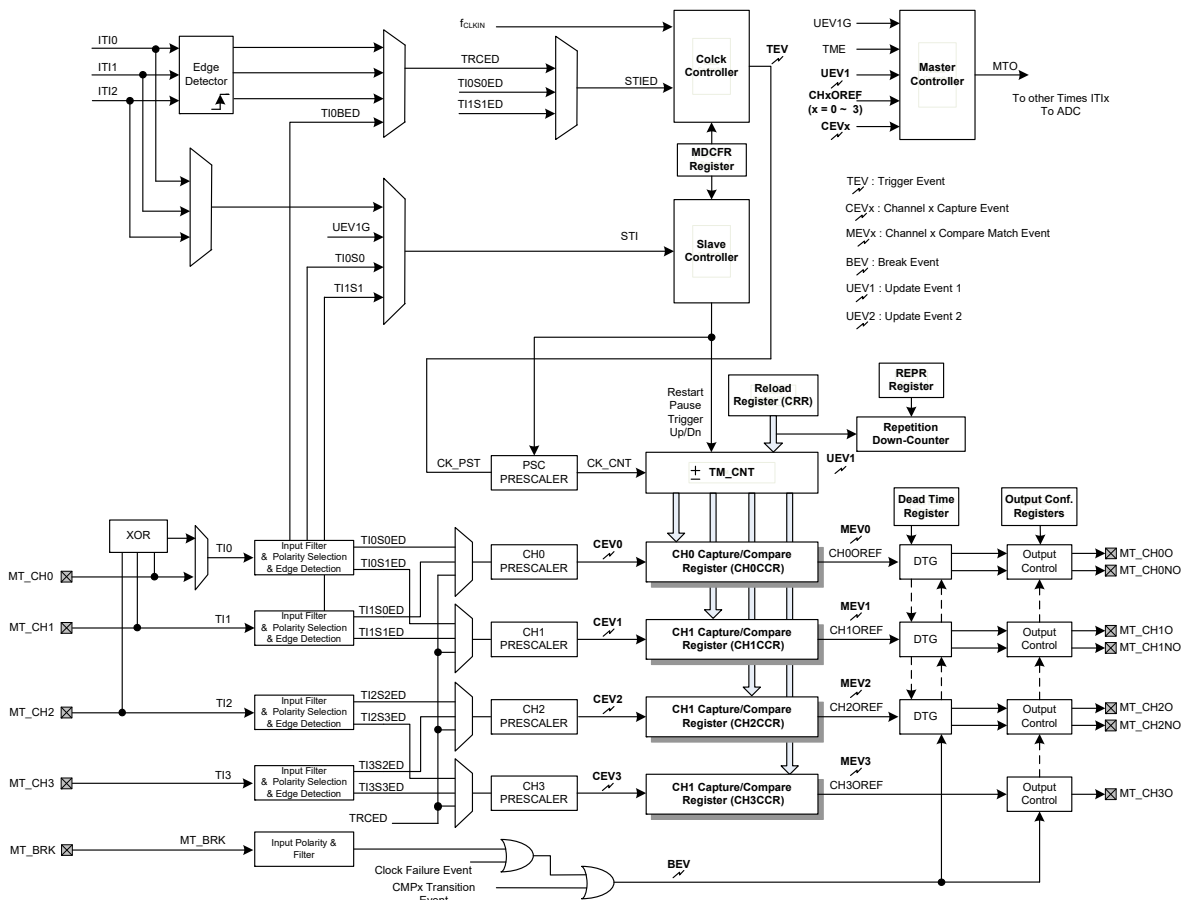 ITI0
ITI1
ITI2
Edge
Detector
TI0BED
fCLKIN
TRCED
TI0S0ED
TI1S1ED
STIED
Colck
Controller
TEV
MDCFR
Register
UEV1G
TME
UEV1
CHxOREF
(x = 0 ~ 3)
CEVx
Master
Controller
MTO
To other Times ITIx
To ADC
TEV : Trigger Event
CEVx : Channel x Capture Event
MEVx : Channel x Compare Match Event
BEV : Break Event
UEV1 : Update Event 1
UEV2 : Update Event 2
UEV1G
TI0S0
TI1S1
STI
Slave
Controller
Restart
Pause
Trigger
Up/Dn
Reload
Register (CRR)
REPR
Register
Repetition
Down-Counter
UEV1
CK_PST
PSC
PRESCALER
CK_CNT
± TM_CNT
Dead Time
Register
Output Conf.
Registers
XOR
MT_CH0
TI0
Input Filter
& Polarity Selection
& Edge Detection
TI0S0ED
TI0S1ED
CH0
PRESCALER
CEV0
CH0 Capture/Compare
Register (CH0CCR)
MEV0
CH0OREF
DTG
Output
Control
MT_CH0O
MT_CH0NO
MT_CH1
TI1
Input Filter
& Polarity Selection
& Edge Detection
TI1S0ED
TI1S1ED
CH1
PRESCALER
CEV1
CH1 Capture/Compare
Register (CH1CCR)
MEV1
CH1OREF
DTG
Output
Control
MT_CH1O
MT_CH1NO
MT_CH2
TI2
Input Filter
& Polarity Selection
& Edge Detection
TI2S2ED
TI2S3ED
CH2
PRESCALER
CEV2
CH1 Capture/Compare
Register (CH2CCR)
MEV2
CH2OREF
DTG
Output
Control
MT_CH2O
MT_CH2NO
MT_CH3
TI3
Input Filter
& Polarity Selection
& Edge Detection
TI3S2ED
TI3S3ED
TRCED
CH3
PRESCALER
CEV3
CH1 Capture/Compare
Register (CH3CCR)
MEV3
CH3OREF
Output
Control
MT_CH3O
MT_BRK
MT_BRK
Input Polarity &
Filter
Clock Failure Event
CMPx Transition
Event
BEV